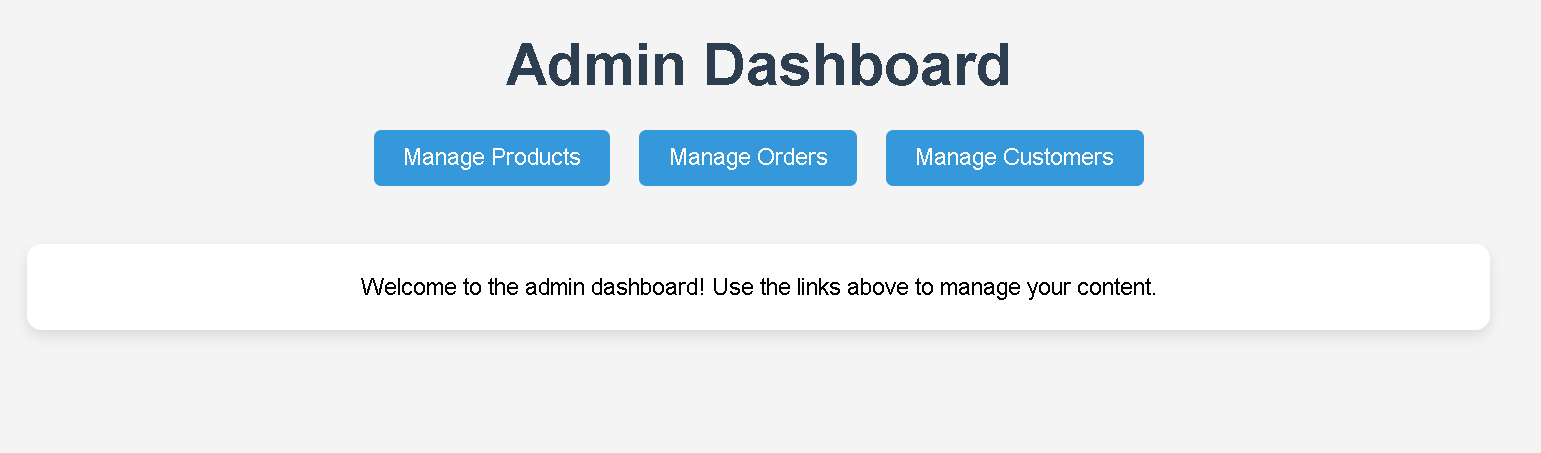 Admin Dashboard
Manage Products
Manage Orders
Manage Customers
Welcome to the admin dashboard! Use the links above to manage your content.